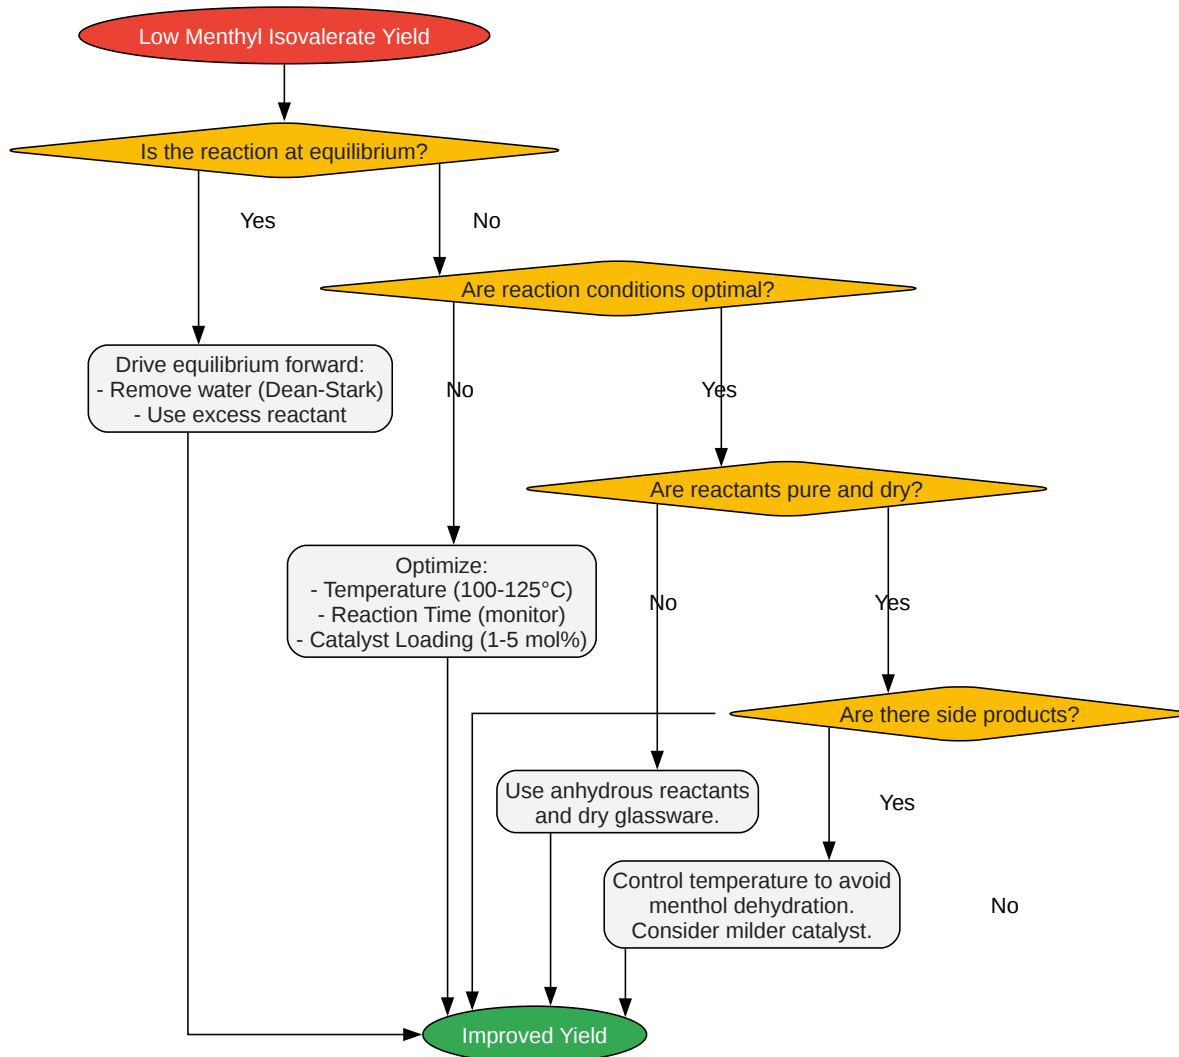 Low Menthyl Isovalerate Yield
Is the reaction at equilibrium?
Yes
No
Are reaction conditions optimal?
Drive equilibrium forward:
- Remove water (Dean-Stark)
- Use excess reactant
No
Yes
Are reactants pure and dry?
Optimize:
- Temperature (100-125°C)
- Reaction Time (monitor)
- Catalyst Loading (1-5 mol%)
No
Yes
Are there side products?
Use anhydrous reactants
and dry glassware.
Yes
Control temperature to avoid
menthol dehydration.
Consider milder catalyst.
No
Improved Yield